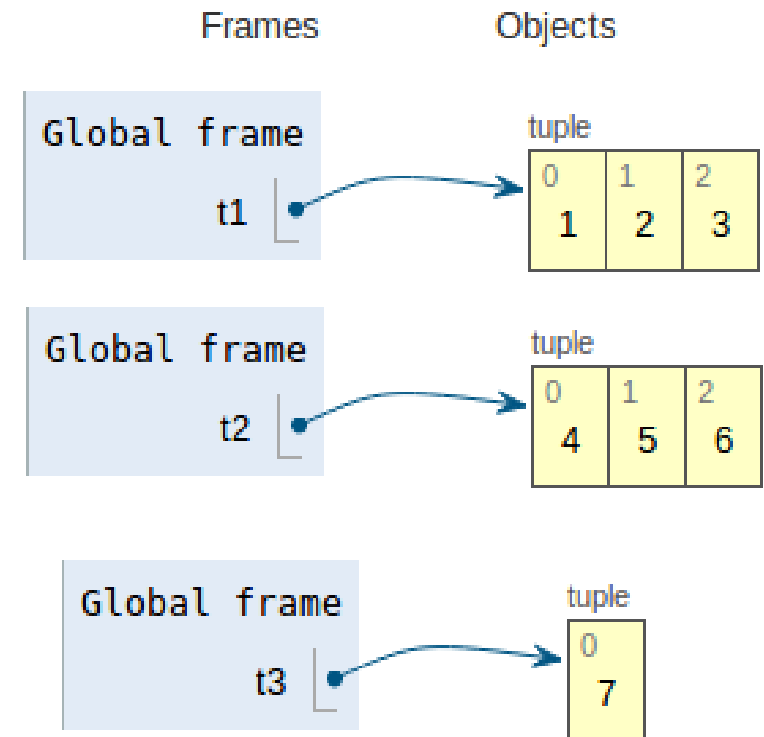 Frames Objects
Global frame
tuple
t1
0 1 2
1 2 3
Global frame
tuple
t2
0 1 2
4 5 6
Global frame
tuple
t3
0
7